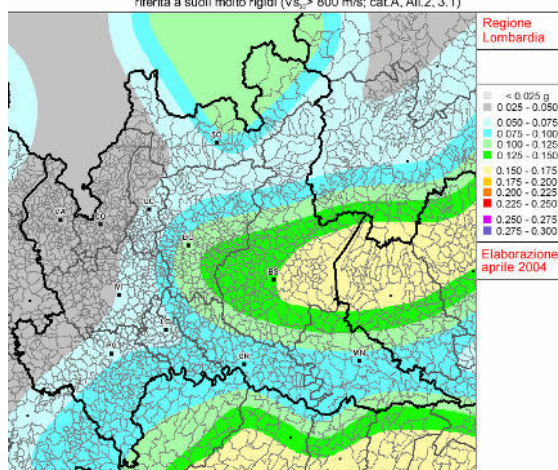 riferita a suoli molto rigidi (Vs30> 800 m/s; cat.A, All.2, 3.1)
Regione
Lombardia
< 0.025 g
0.025 - 0.050
0.050 - 0.075
0.075 - 0.100
0.100 - 0.125
0.125 - 0.150
0.150 - 0.175
0.175 - 0.200
0.200 - 0.225
0.225 - 0.250
0.250 - 0.275
0.275 - 0.300
Elaborazione
aprile 2004
SO
VA
CO
LC
BG
BS
MI
LO
PV
CR
MN